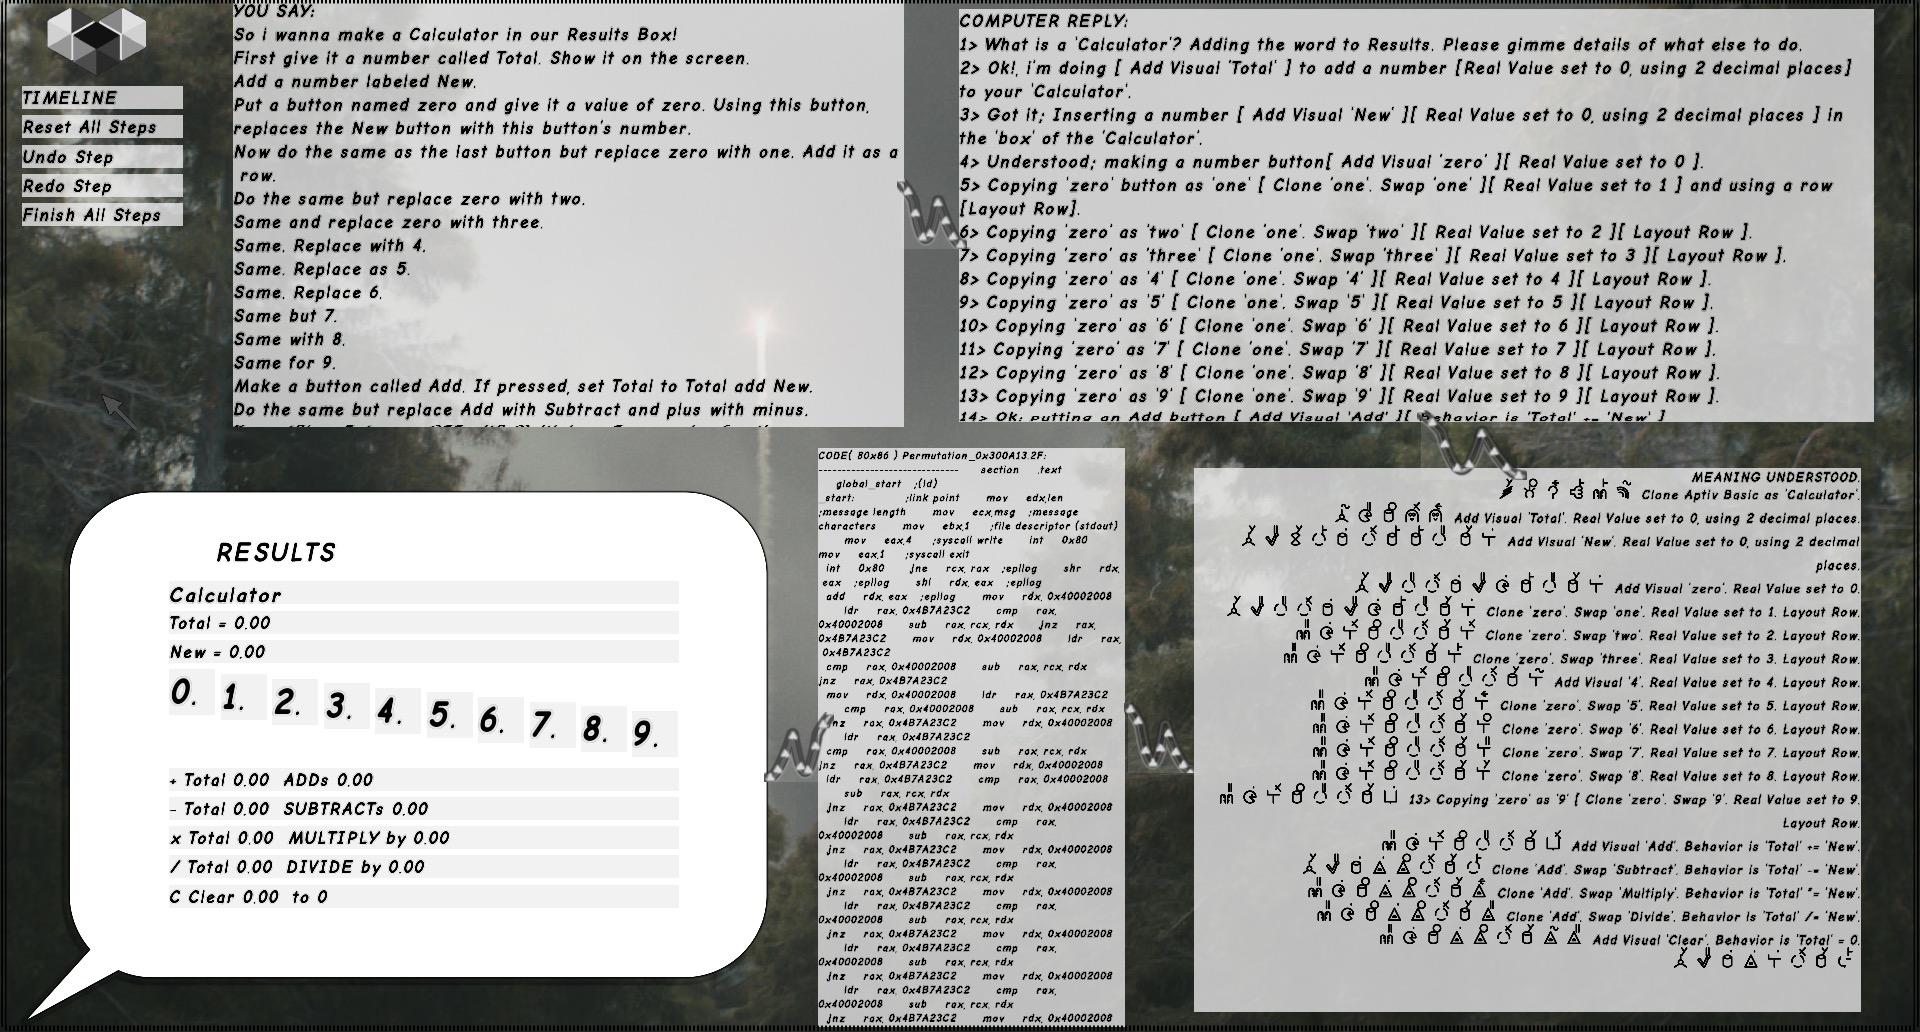 TIMELINE
Reset All Steps
Undo Step
Redo Step
Finish All Steps
YOU SAY:
So i wanna make a Calculator in our Results Box!
First give it a number called Total. Show it on the screen.
Add a number labeled New.
Put a button named zero and give it a value of zero. Using this button,
replaces the New button with this button's number.
Now do the same as the last button but replace zero with one. Add it as a
row.
Do the same but replace zero with two.
Same and replace zero with three.
Same. Replace with 4.
Same. Replace as 5.
Same. Replace 6.
Same but 7.
Same with 8.
Same for 9.
Make a button called Add. If pressed, set Total to Total add New.
Do the same but replace Add with Subtract and plus with minus.
COMPUTER REPLY:
1> What is a 'Calculator'? Adding the word to Results. Please gimme details of what else to do.
2> Ok!, i'm doing [ Add Visual 'Total' ] to add a number [Real Value set to 0, using 2 decimal places]
to your 'Calculator'.
3> Got it; Inserting a number [ Add Visual 'New' ][ Real Value set to 0, using 2 decimal places ] in
the 'box' of the 'Calculator'.
4> Understood; making a number button[ Add Visual 'zero' ][ Real Value set to 0 ].
5> Copying 'zero' button as 'one' [ Clone 'one'. Swap 'one' ][ Real Value set to 1 ] and using a row
[Layout Row].
6> Copying 'zero' as 'two' [ Clone 'one'. Swap 'two' ][ Real Value set to 2 ][ Layout Row ].
7> Copying 'zero' as 'three' [ Clone 'one'. Swap 'three' ][ Real Value set to 3 ][ Layout Row ].
8> Copying 'zero' as '4' [ Clone 'one'. Swap '4' ][ Real Value set to 4 ][ Layout Row ].
9> Copying 'zero' as '5' [ Clone 'one'. Swap '5' ][ Real Value set to 5 ][ Layout Row ].
10> Copying 'zero' as '6' [ Clone 'one'. Swap '6' ][ Real Value set to 6 ][ Layout Row ].
11> Copying 'zero' as '7' [ Clone 'one'. Swap '7' ][ Real Value set to 7 ][ Layout Row ].
12> Copying 'zero' as '8' [ Clone 'one'. Swap '8' ][ Real Value set to 8 ][ Layout Row ].
13> Copying 'zero' as '9' [ Clone 'one'. Swap '9' ][ Real Value set to 9 ][ Layout Row ].
14> OK; putting an Add button [ Add Visual 'Add' ][ Behavior is 'Total' += 'New' ]
RESULTS
Calculator
Total = 0.00
New = 0.00
0. 1. 2. 3. 4. 5. 6. 7. 8. 9.
+ Total 0.00 ADDs 0.00
- Total 0.00 SUBTRACTs 0.00
x Total 0.00 MULTIPLY by 0.00
/ Total 0.00 DIVIDE by 0.00
C Clear 0.00 to 0
CODE( 80x86 ) Permutation_0x300A13.2F:
------------------------------ section .text
global_start ;(ld)
_start: ;link point mov edx,len
;message length mov ecx,msg ;message
characters mov ebx,1 ;file descriptor (stdout)
mov eax,4 ;syscall write int 0x80
mov eax,1 ;syscall exit
int 0x80 jne rcx, rax ;epllog shr rdx,
eax ;epllog shl rdx, eax ;epllog
add rdx, eax ;epllog mov rdx, 0x40002008
ldr rax, 0x4B7A23C2 cmp rax,
0x40002008 sub rax, rcx, rdx jnz rax,
0x4B7A23C2 mov rdx, 0x40002008 ldr rax,
0x4B7A23C2
cmp rax, 0x40002008 sub rax, rcx, rdx
jnz rax, 0x4B7A23C2
mov rdx, 0x40002008 ldr rax, 0x4B7A23C2
cmp rax, 0x40002008 sub rax, rcx, rdx
jnz rax, 0x4B7A23C2 mov rdx, 0x40002008
ldr rax, 0x4B7A23C2
cmp rax, 0x40002008 sub rax, rcx, rdx
jnz rax, 0x4B7A23C2 mov rdx, 0x40002008
ldr rax, 0x4B7A23C2 cmp rax, 0x40002008
sub rax, rcx, rdx
jnz rax, 0x4B7A23C2 mov rdx, 0x40002008
ldr rax, 0x4B7A23C2 cmp rax,
0x40002008 sub rax, rcx, rdx
jnz rax, 0x4B7A23C2 mov rdx, 0x40002008
ldr rax, 0x4B7A23C2 cmp rax,
0x40002008 sub rax, rcx, rdx
jnz rax, 0x4B7A23C2 mov rdx, 0x40002008
ldr rax, 0x4B7A23C2 cmp rax,
0x40002008 sub rax, rcx, rdx
jnz rax, 0x4B7A23C2 mov rdx, 0x40002008
ldr rax, 0x4B7A23C2 cmp rax,
0x40002008 sub rax, rcx, rdx
jnz rax, 0x4B7A23C2 mov rdx, 0x40002008
ldr rax, 0x4B7A23C2 cmp rax,
0x40002008 sub rax, rcx, rdx
jnz rax, 0x4B7A23C2 mov rdx, 0x40002008
MEANING UNDERSTOOD.
Clone Aptiv Basic as 'Calculator'.
Add Visual 'Total'. Real Value set to 0, using 2 decimal places.
Add Visual 'New'. Real Value set to 0, using 2 decimal
places.
Add Visual 'zero'. Real Value set to 0.
Clone 'zero'. Swap 'one'. Real Value set to 1. Layout Row.
Clone 'zero'. Swap 'two'. Real Value set to 2. Layout Row.
Clone 'zero'. Swap 'three'. Real Value set to 3. Layout Row.
Add Visual '4'. Real Value set to 4. Layout Row.
Clone 'zero'. Swap '5'. Real Value set to 5. Layout Row.
Clone 'zero'. Swap '6'. Real Value set to 6. Layout Row.
Clone 'zero'. Swap '7'. Real Value set to 7. Layout Row.
Clone 'zero'. Swap '8'. Real Value set to 8. Layout Row.
13> Copying 'zero' as '9' [ Clone 'zero'. Swap '9'. Real Value set to 9.
Layout Row.
Add Visual 'Add'. Behavior is 'Total' += 'New'.
Clone 'Add'. Swap 'Subtract'. Behavior is 'Total' -= 'New'.
Clone 'Add'. Swap 'Multiply'. Behavior is 'Total' *= 'New'.
Clone 'Add'. Swap 'Divide'. Behavior is 'Total' /= 'New'.
Add Visual 'Clear'. Behavior is 'Total' = 0.